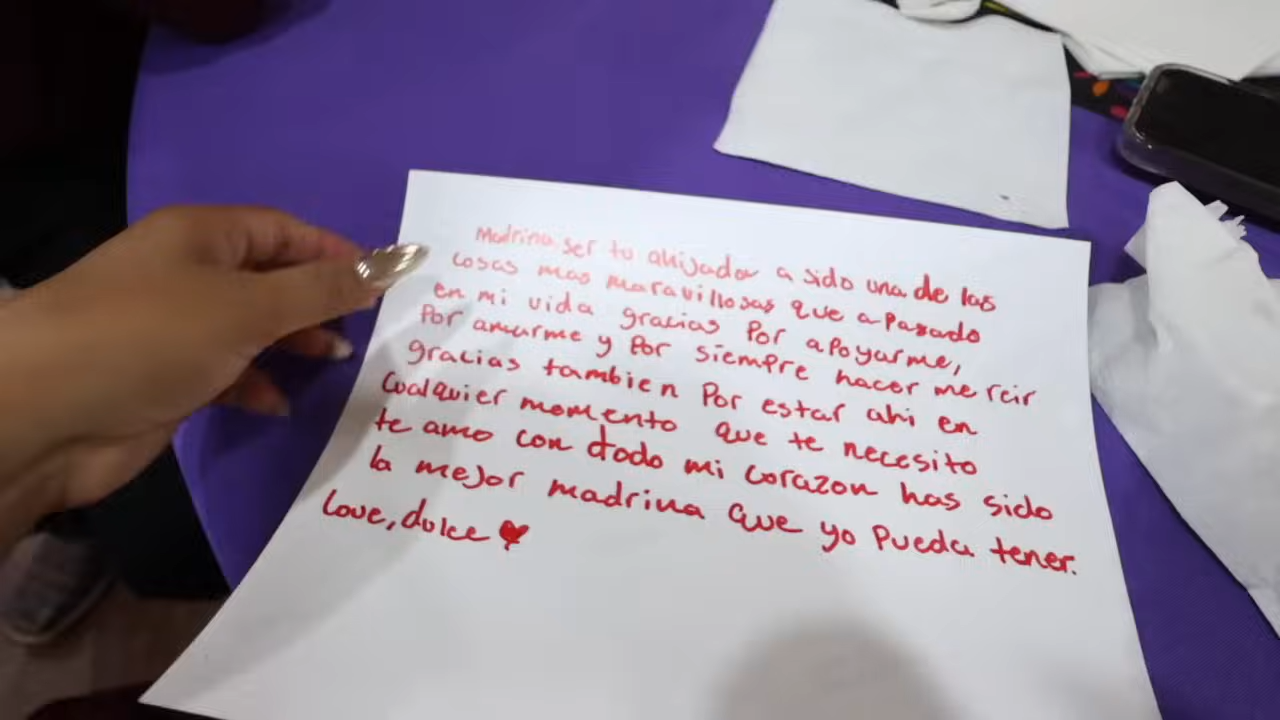 Madrina ser tu ahijador a sido una de las
cosas mas maravillosas que a pasado
en mi vida gracias Por apoyarme,
Por amarme y Por siempre hacer me reir
gracias tambien Por estar ahi en
Cualquier momento que te necesito
te amo con todo mi corazon has sido
la mejor madrina que yo Pueda tener.
Love, dulce